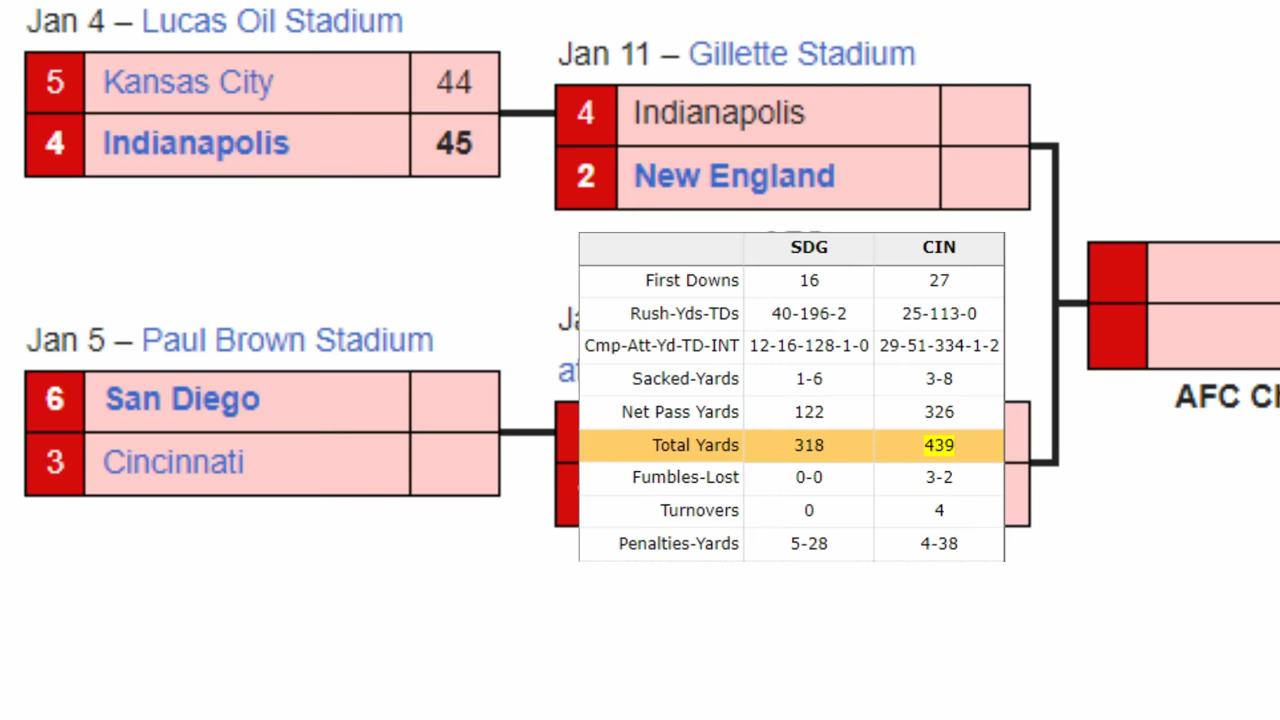 Jan 4 – Lucas Oil Stadium
5 Kansas City 44
4 Indianapolis 45
Jan 11 – Gillette Stadium
4 Indianapolis
2 New England
Jan 5 – Paul Brown Stadium
6 San Diego
3 Cincinnati
SDG CIN
First Downs 16 27
Rush-Yds-TDs 40-196-2 25-113-0
Cmp-Att-Yd-TD-INT 12-16-128-1-0 29-51-334-1-2
Sacked-Yards 1-6 3-8
Net Pass Yards 122 326
Total Yards 318 439
Fumbles-Lost 0-0 3-2
Turnovers 0 4
Penalties-Yards 5-28 4-38
AFC